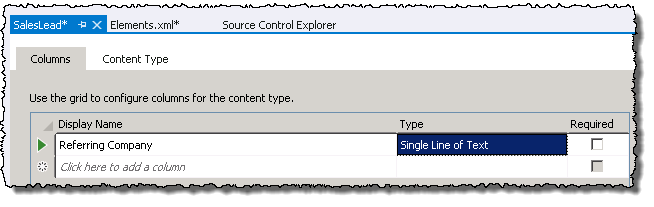 SalesLead* Elements.xml* Source Control Explorer
Columns Content Type
Use the grid to configure columns for the content type.
Display Name Type Required
Referring Company Single Line of Text
Click here to add a column